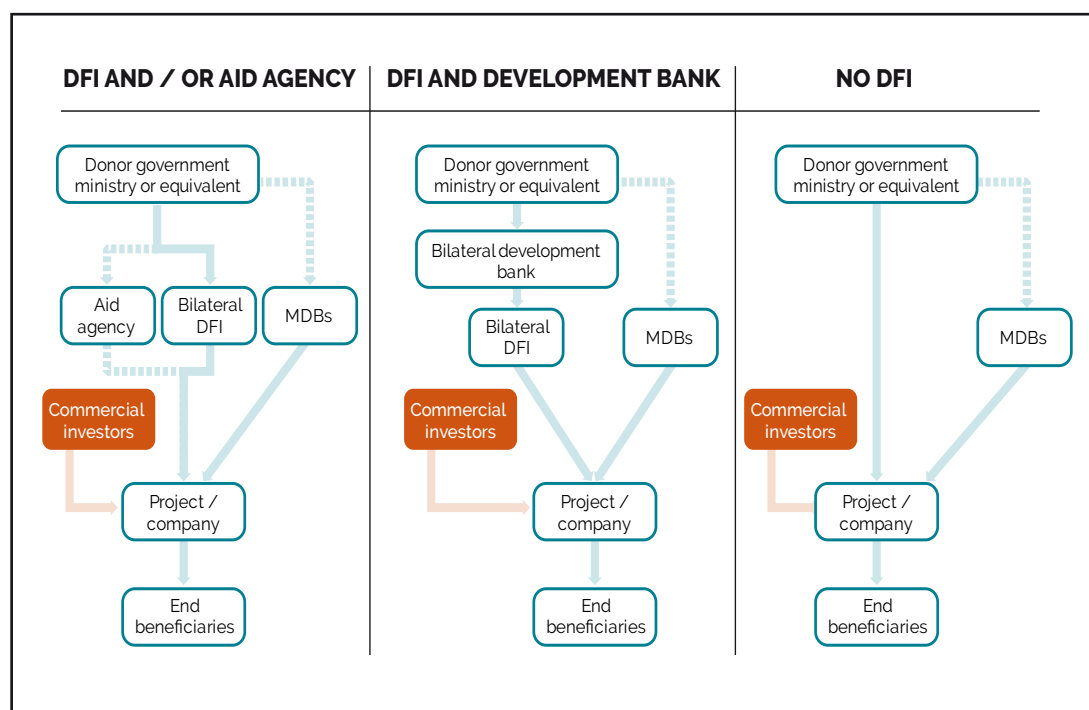 DFI AND / OR AID AGENCY
Donor government
ministry or equivalent
Aid
agency
Bilateral
DFI
MDBs
Commercial
investors
Project /
company
End
beneficiaries
DFI AND DEVELOPMENT BANK
Donor government
ministry or equivalent
Bilateral development
bank
Bilateral
DFI
MDBs
Commercial
investors
Project /
company
End
beneficiaries
NO DFI
Donor government
ministry or equivalent
MDBs
Commercial
investors
Project /
company
End
beneficiaries